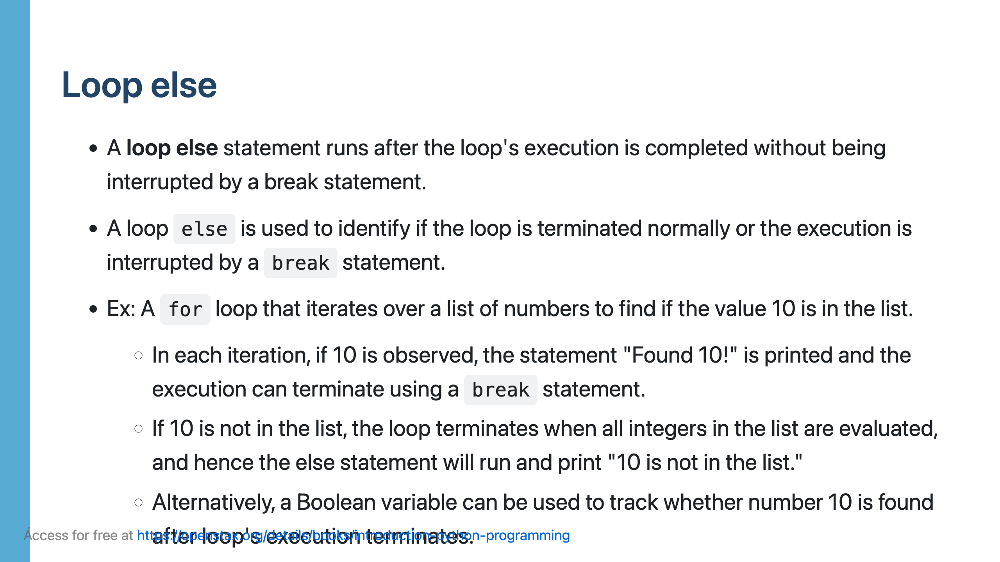 Loop else
• A loop else statement runs after the loop's execution is completed without being
interrupted by a break statement.
• A loop else is used to identify if the loop is terminated normally or the execution is
interrupted by a break statement.
• Ex: A for loop that iterates over a list of numbers to find if the value 10 is in the list.
○ In each iteration, if 10 is observed, the statement "Found 10!" is printed and the
execution can terminate using a break statement.
○ If 10 is not in the list, the loop terminates when all integers in the list are evaluated,
and hence the else statement will run and print "10 is not in the list."
○ Alternatively, a Boolean variable can be used to track whether number 10 is found
after loop's execution terminates.
Áccess for free at https://openstax.org/details/books/introduction-python-programming